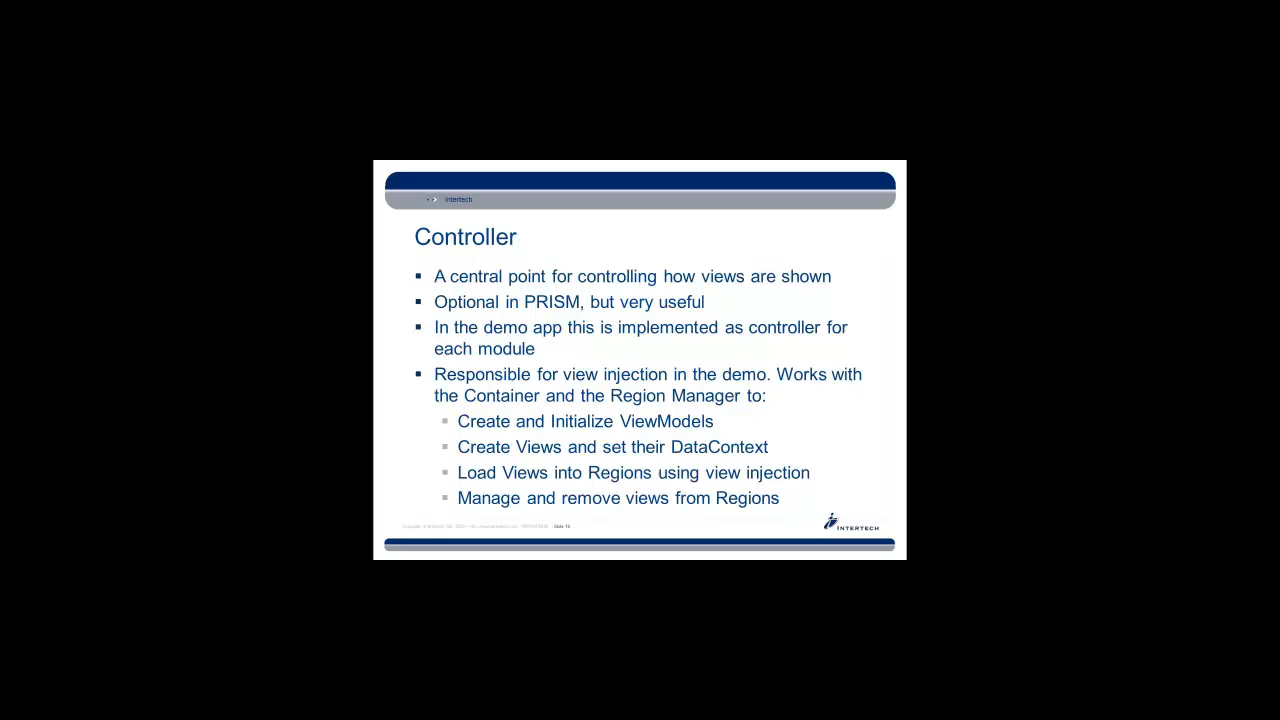 Intertech
Controller
▪ A central point for controlling how views are shown
▪ Optional in PRISM, but very useful
▪ In the demo app this is implemented as controller for
each module
▪ Responsible for view injection in the demo. Works with
the Container and the Region Manager to:
▪ Create and Initialize ViewModels
▪ Create Views and set their DataContext
▪ Load Views into Regions using view injection
▪ Manage and remove views from Regions
Slide 16
INTERTECH